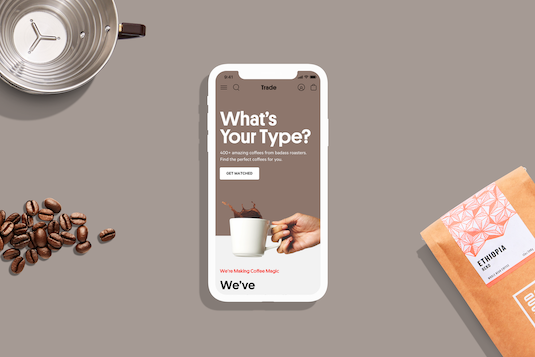 9:41
Trade
What's
Your Type?
400+ amazing coffees from badass roasters.
Find the perfect coffees for you.
GET MATCHED
We're Making Coffee Magic
We've
ETHIOPIA